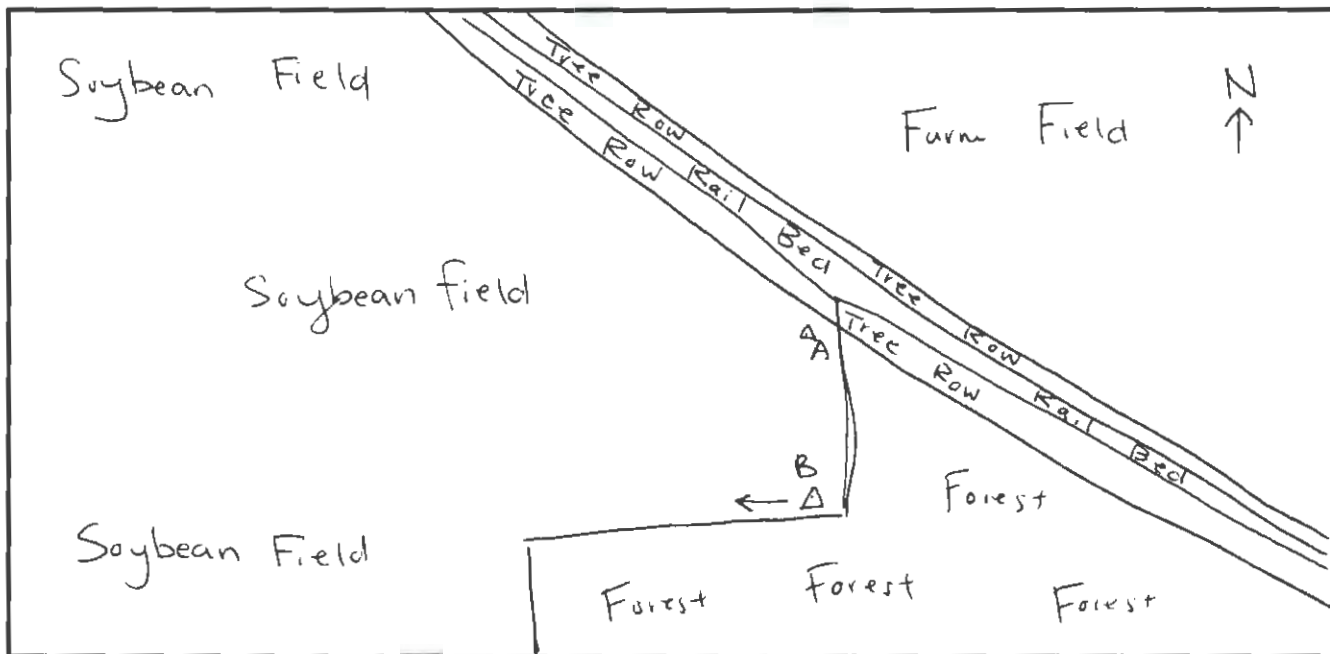 Soybean Field
Tree Row
Tree Row
Rail Bed
Farm Field
N
Soybean Field
Tree Row
A
Tree Row
Rail Bed
B
Forest
Soybean Field
Forest
Forest
Forest